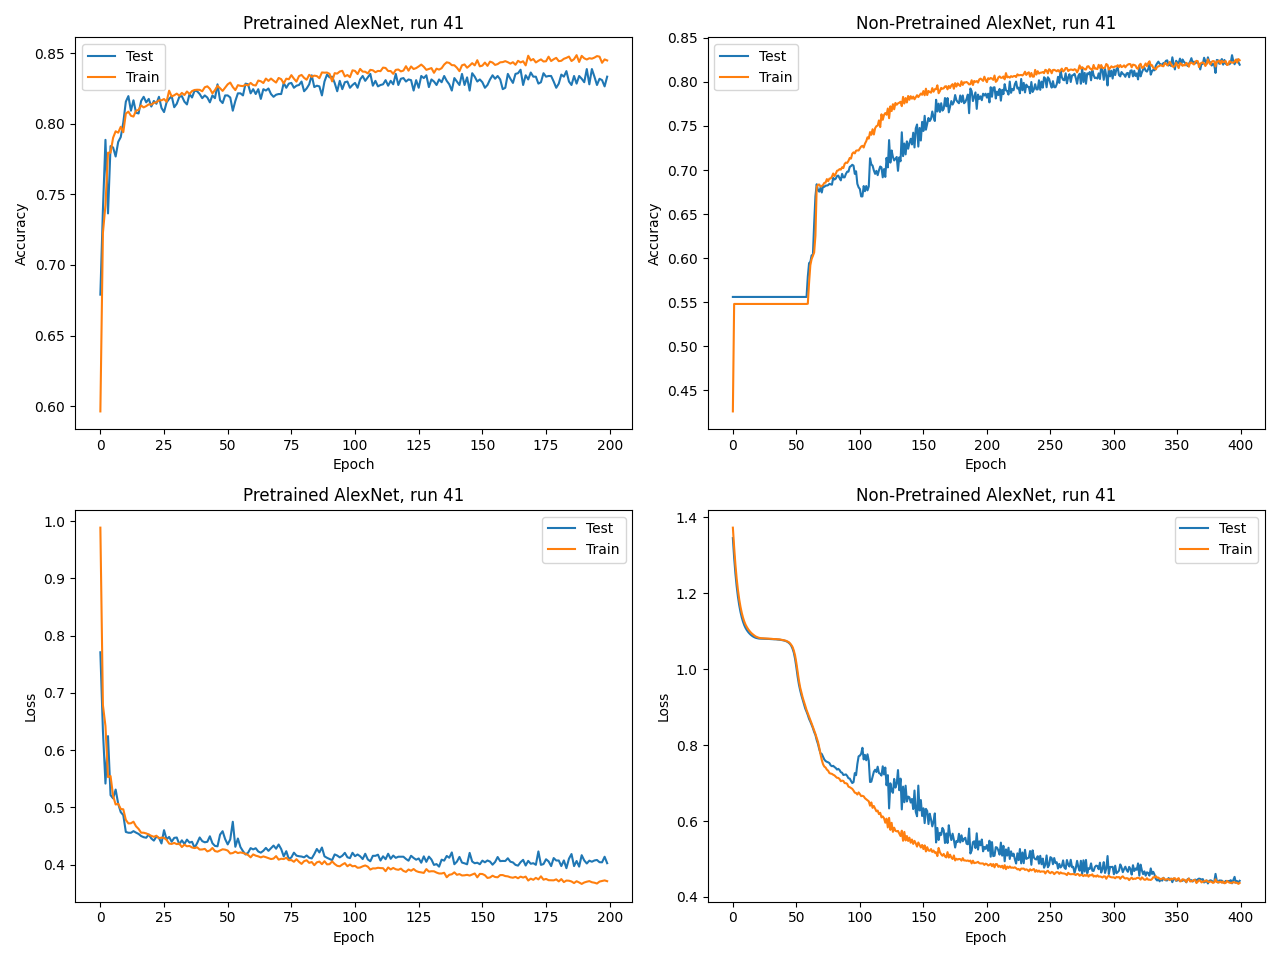 Pretrained AlexNet, run 41
Test
Train
Accuracy
0.85
0.80
0.75
0.70
0.65
0.60
0 25 50 75 100 125 150 175 200
Epoch
Non-Pretrained AlexNet, run 41
Test
Train
Accuracy
0.85
0.80
0.75
0.70
0.65
0.60
0.55
0.50
0.45
0 50 100 150 200 250 300 350 400
Epoch
Pretrained AlexNet, run 41
Test
Train
Loss
1.0
0.9
0.8
0.7
0.6
0.5
0.4
0 25 50 75 100 125 150 175 200
Epoch
Non-Pretrained AlexNet, run 41
Test
Train
Loss
1.4
1.2
1.0
0.8
0.6
0.4
0 50 100 150 200 250 300 350 400
Epoch